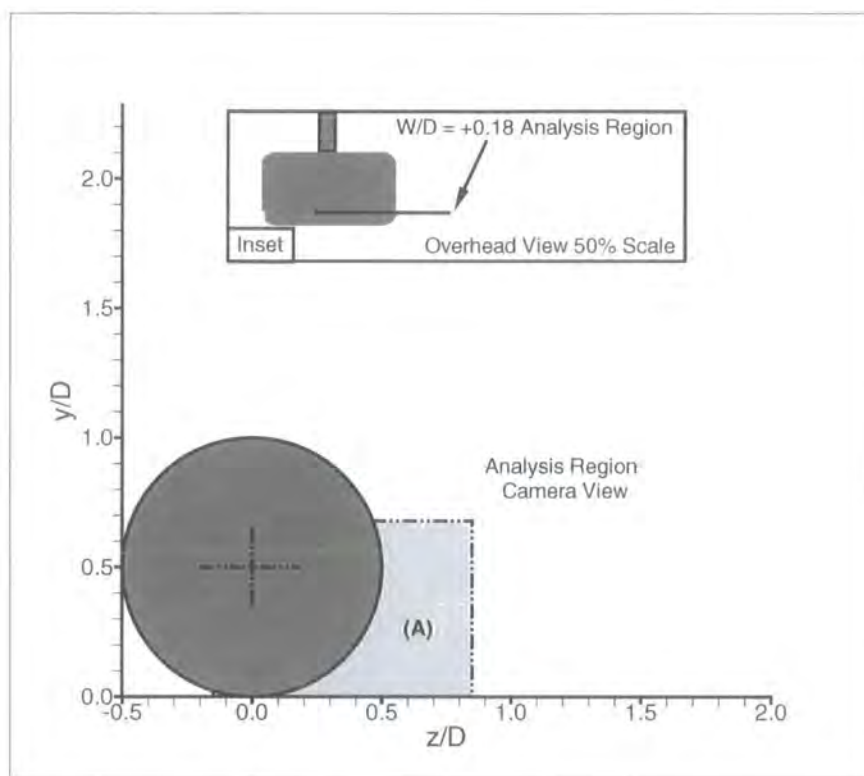 W/D = +0.18 Analysis Region
Inset
Overhead View 50% Scale
2.0
1.5
y/D
1.0
Analysis Region
Camera View
0.5
(A)
0.0
-0.5 0.0 0.5 1.0 1.5 2.0
z/D